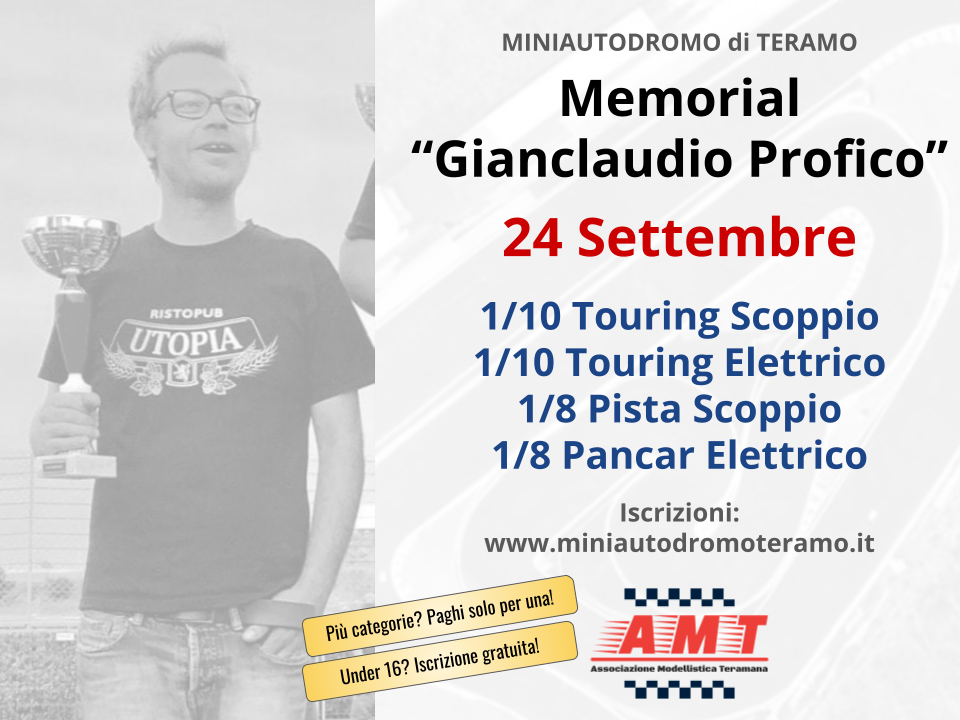 MINIAUTODROMO di TERAMO
Memorial
“Gianclaudio Profico”
24 Settembre
1/10 Touring Scoppio
1/10 Touring Elettrico
1/8 Pista Scoppio
1/8 Pancar Elettrico
Iscrizioni:
www.miniautodromoteramo.it
RISTOPUB
UTOPIA
Più categorie? Paghi solo per una!
Under 16? Iscrizione gratuita!
AMT
Associazione Modellistica Teramana